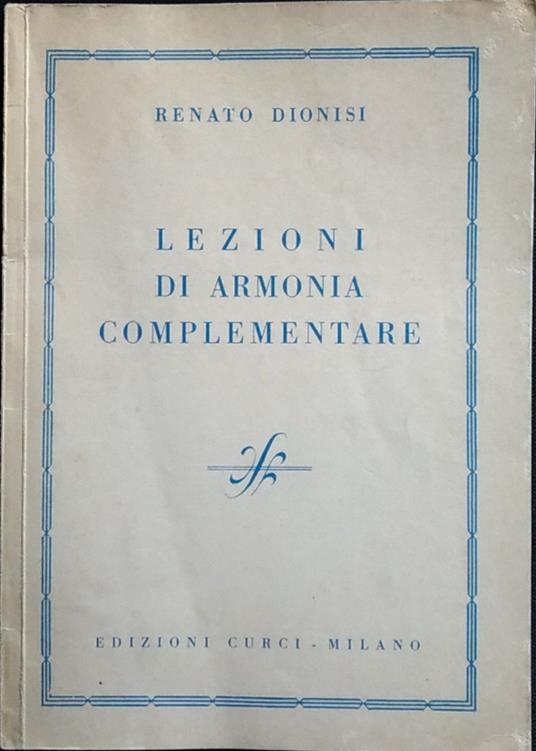 RENATO DIONISI
LEZIONI
DI ARMONIA
COMPLEMENTARE
EDIZIONI CURCI - MILANO